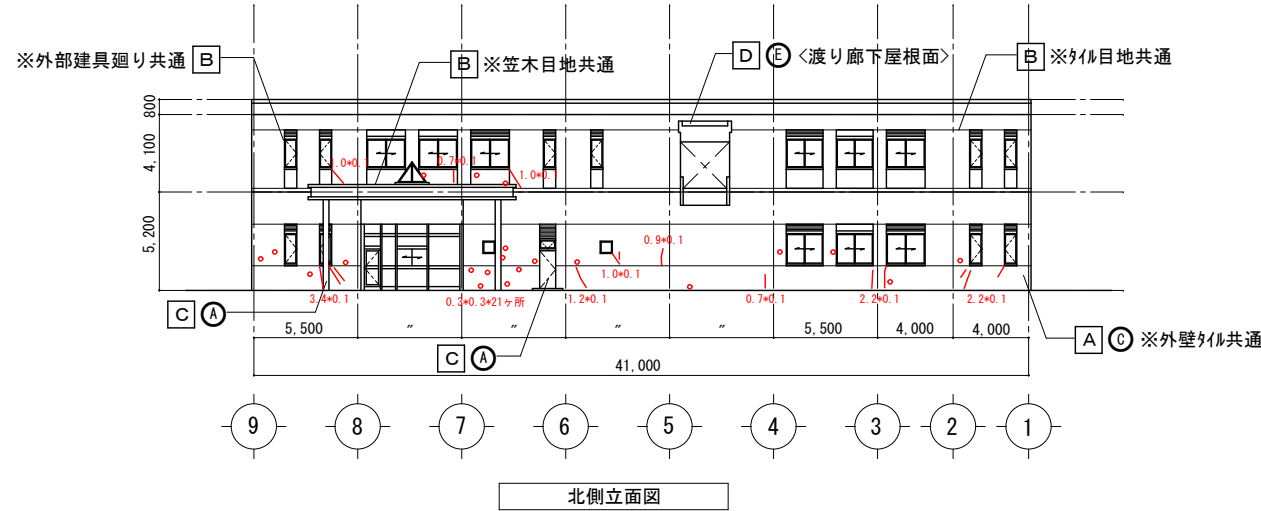 ※外部建具廻り共通 B
B ※笠木目地共通
D E <渡り廊下屋根面>
B ※ﾀｲﾙ目地共通
800
4,100
5,200
1.0*0.1
0.7*0.1
1.0*0.1
0.9*0.1
1.0*0.1
3.4*0.1
0.3*0.3*21ヶ所
1.2*0.1
0.7*0.1
2.2*0.1
2.2*0.1
C A
5,500 〃 〃 〃 〃 5,500 4,000 4,000
A C ※外壁ﾀｲﾙ共通
C A
41,000
9 8 7 6 5 4 3 2 1
北側立面図